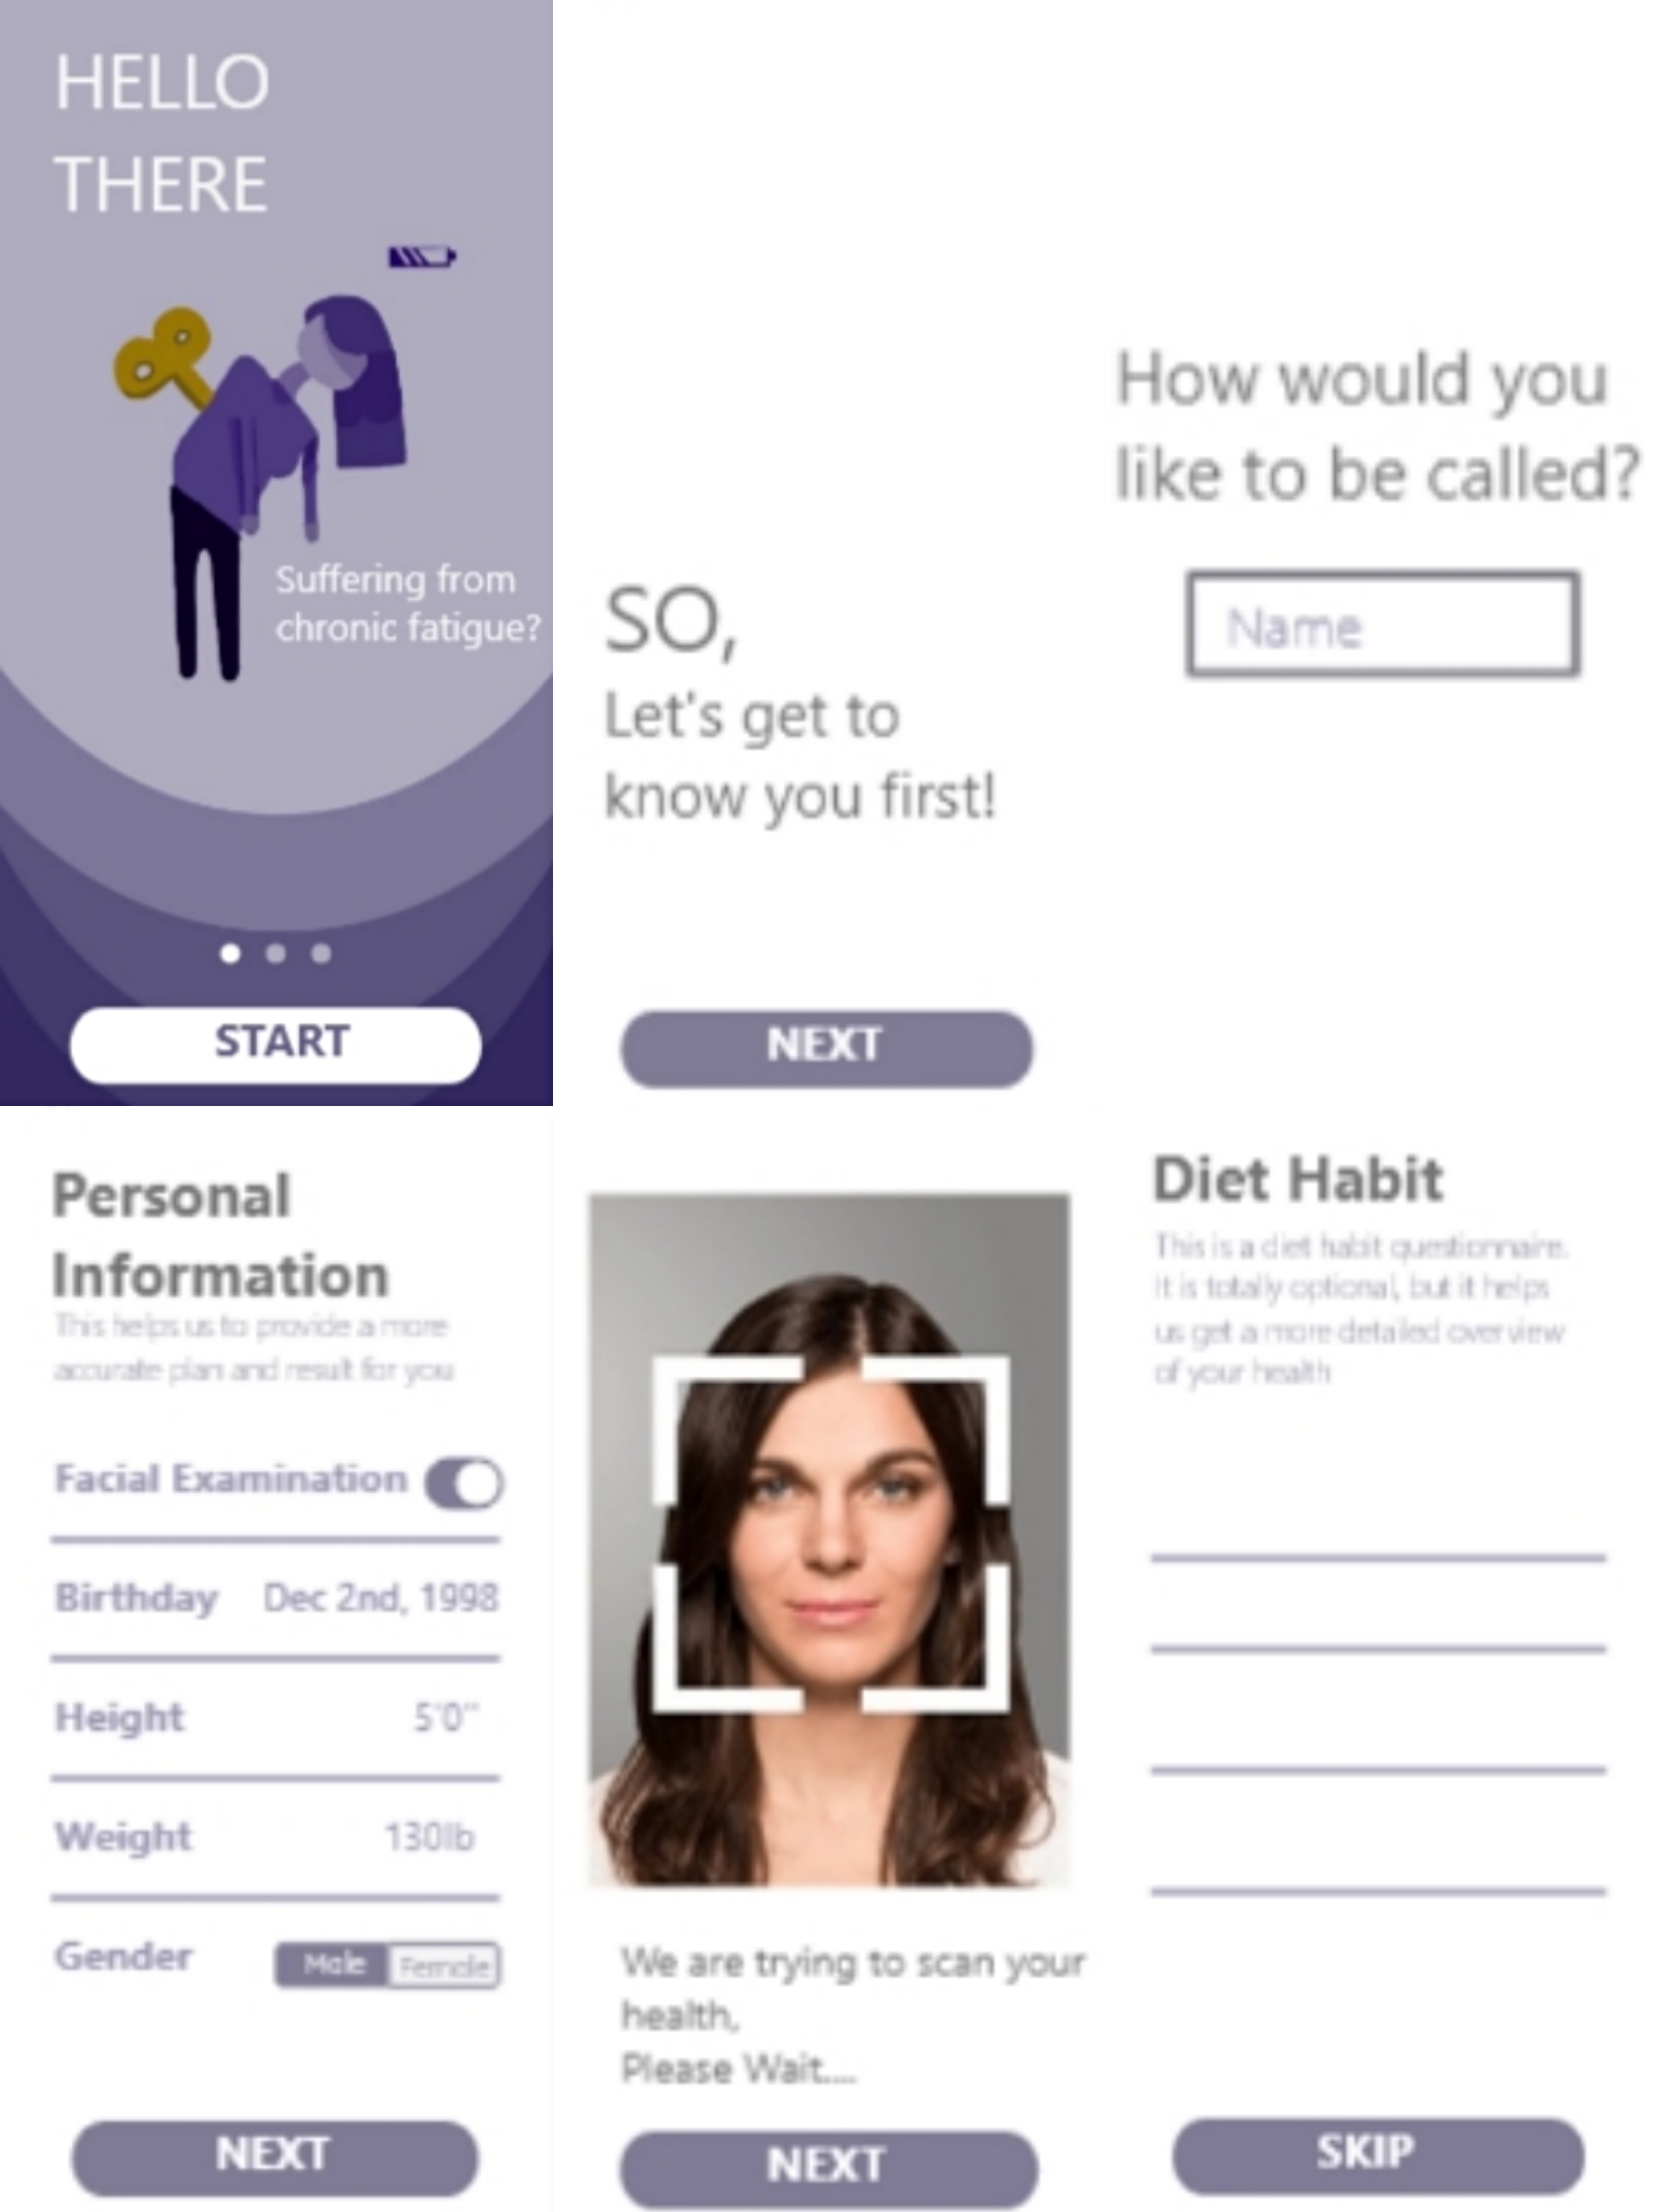 HELLO
THERE
Suffering from
chronic fatigue?
START
SO,
Let's get to
know you first!
NEXT
How would you
like to be called?
Name
Personal
Information
This helps us to provide a more
accurate plan and result for you
Facial Examination
Birthday Dec 2nd, 1998
Height 5'0"
Weight 130lb
Gender Male Female
NEXT
We are trying to scan your
health,
Please Wait....
NEXT
Diet Habit
This is a diet habit questionnaire.
It is totally optional, but it helps
us get a more detailed overview
of your health
SKIP